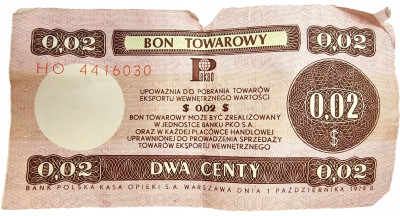 0,02 BON TOWAROWY 0,02
HO 4416030
PeKaO
UPOWAŻNIA DO POBRANIA TOWARÓW
EKSPORTU WEWNĘTRZNEGO WARTOŚCI
$ 0.02 $
BON TOWAROWY MOŻE BYĆ ZREALIZOWANY
W JEDNOSTCE BANKU PKO S.A.
ORAZ W KAŻDEJ PLACÓWCE HANDLOWEJ
UPRAWNIONEJ DO PROWADZENIA SPRZEDAŻY
TOWARÓW EKSPORTU WEWNĘTRZNEGO
$
0,02
$
0,02 DWA CENTY 0,02
BANK POLSKA KASA OPIEKI S.A. WARSZAWA DNIA 1 PAŹDZIERNIKA 1979 R.